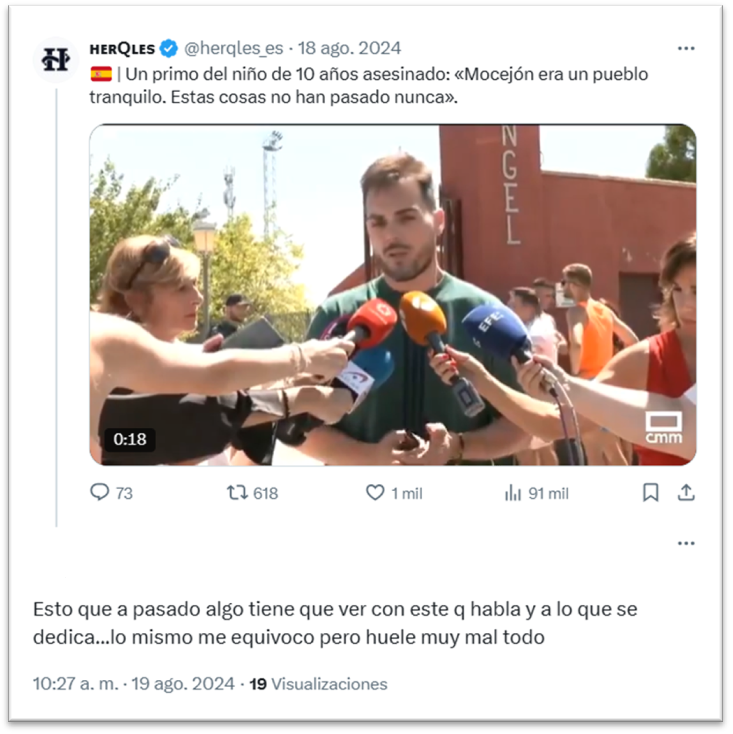 HERQLES @herqles_es · 18 ago. 2024
🇪🇸 | Un primo del niño de 10 años asesinado: «Mocejón era un pueblo
tranquilo. Estas cosas no han pasado nunca».
NGEL
EFE:
0:18
cmm
73 618 1 mil 91 mil
Esto que a pasado algo tiene que ver con este q habla y a lo que se
dedica...lo mismo me equivoco pero huele muy mal todo
10:27 a. m. · 19 ago. 2024 · 19 Visualizaciones